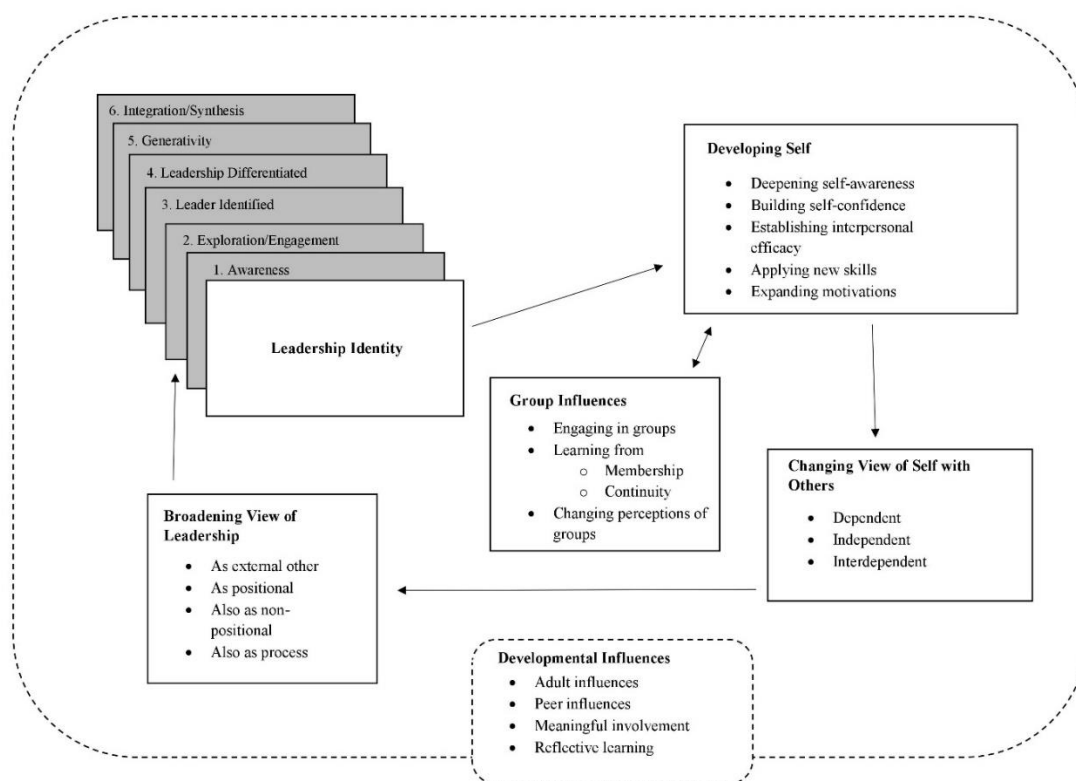 6. Integration/Synthesis
5. Generativity
4. Leadership Differentiated
3. Leader Identified
2. Exploration/Engagement
1. Awareness
Leadership Identity
Developing Self
• Deepening self-awareness
• Building self-confidence
• Establishing interpersonal
efficacy
• Applying new skills
• Expanding motivations
Group Influences
• Engaging in groups
• Learning from
o Membership
o Continuity
• Changing perceptions of
groups
Changing View of Self with
Others
• Dependent
• Independent
• Interdependent
Broadening View of
Leadership
• As external other
• As positional
• Also as non-
positional
• Also as process
Developmental Influences
• Adult influences
• Peer influences
• Meaningful involvement
• Reflective learning